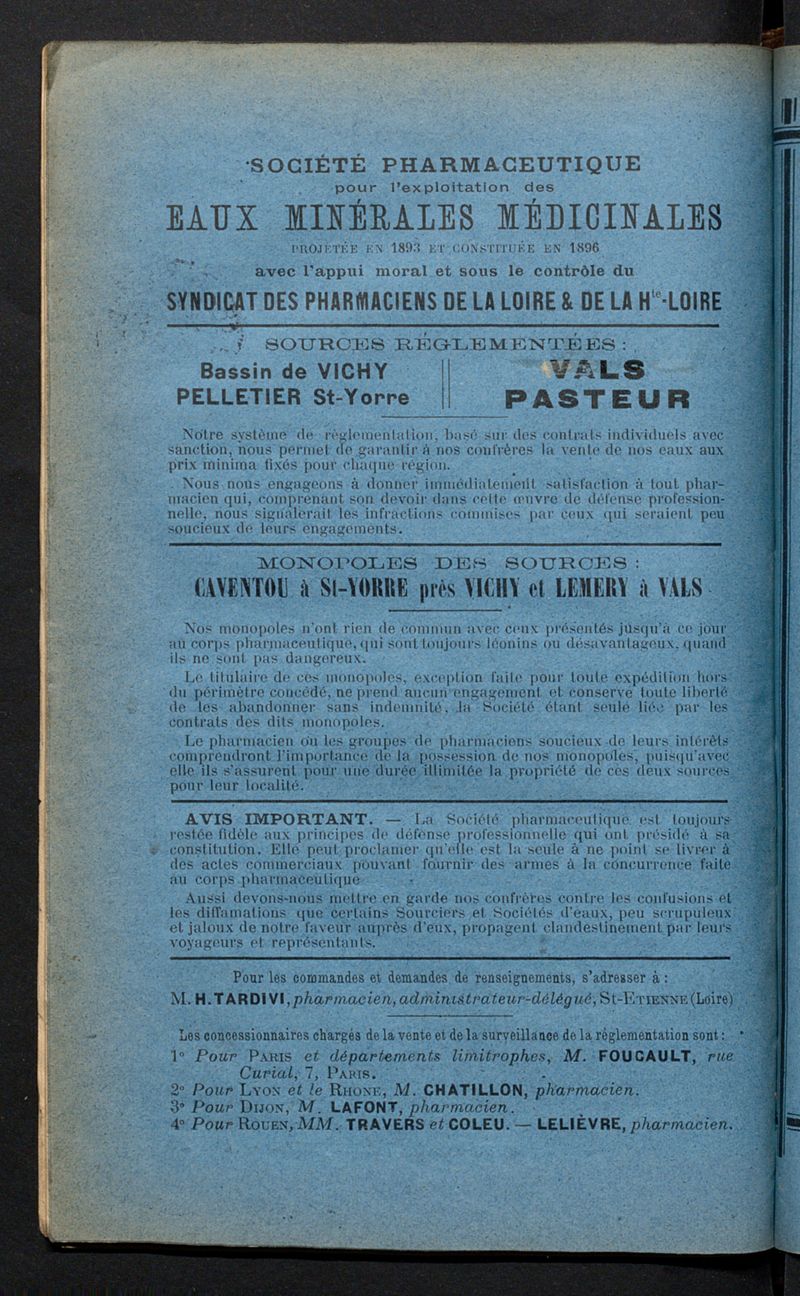 SOCIÉTÉ PHARMACEUTIQUE
pour l'exploitation des
EAUX MINÉRALES MÉDICINALES
PROJÉTÉE EN 1893 ET CONSTITUÉE EN 1896
avec l'appui moral et sous le contrôle du
SYNDICAT DES PHARMACIENS DE LA LOIRE & DE LA Hte-LOIRE
SOURCES RÉGLEMENTÉES :
Bassin de VICHY
PELLETIER St-Yorre
VALS
PASTEUR
Notre système de réglementation, basé sur des contrats individuels avec
sanction, nous permet de garantir à nos confrères la vente de nos eaux aux
prix minima fixés pour chaque région.
Nous nous engageons à donner immédiatement satisfaction à tout phar-
macien qui, comprenant son devoir dans cette œuvre de défense profession-
nelle, nous signalerait les infractions commises par ceux qui seraient peu
soucieux de leurs engagements.
MONOPOLES DES SOURCES :
CAVENTOU à St-YORRE près VICHY et LEMERY à VALS
Nos monopoles n'ont rien de commun avec ceux présentés jusqu'à ce jour
au corps pharmaceutique, qui sont toujours léonins ou désavantageux, quand
ils ne sont pas dangereux.
Le titulaire de ces monopoles, exception faite pour toute expédition hors
du périmètre concédé, ne prend aucun engagement et conserve toute liberté
de les abandonner sans indemnité, la Société étant seule liée par les
contrats des dits monopoles.
Le pharmacien ou les groupes de pharmaciens soucieux de leurs intérêts
comprendront l'importance de la possession de nos monopoles, puisqu'avec
elle ils s'assurent pour une durée illimitée la propriété de ces deux sources
pour leur localité.
AVIS IMPORTANT. — La Société pharmaceutique est toujours
restée fidèle aux principes de défense professionnelle qui ont présidé à sa
constitution. Elle peut proclamer qu'elle est la seule à ne point se livrer à
des actes commerciaux pouvant fournir des armes à la concurrence faite
au corps pharmaceutique
Aussi devons-nous mettre en garde nos confrères contre les confusions et
les diffamations que certains Sourciers et Sociétés d'eaux, peu scrupuleux
et jaloux de notre faveur auprès d'eux, propagent clandestinement par leurs
voyageurs et représentants.
Pour les commandes et demandes de renseignements, s'adresser à :
M. H. TARDIVI, pharmacien, administrateur-délégué, St-ETIENNE (Loire)
Les concessionnaires chargés de la vente et de la surveillance de la réglementation sont :
1° Pour PARIS et départements limitrophes, M. FOUCAULT, rue
Curial, 7, PARIS.
2° Pour LYON et le RHONE, M. CHATILLON, pharmacien.
3° Pour DIJON, M. LAFONT, pharmacien.
4° Pour ROUEN, MM. TRAVERS et COLEU. — LELIÈVRE, pharmacien.